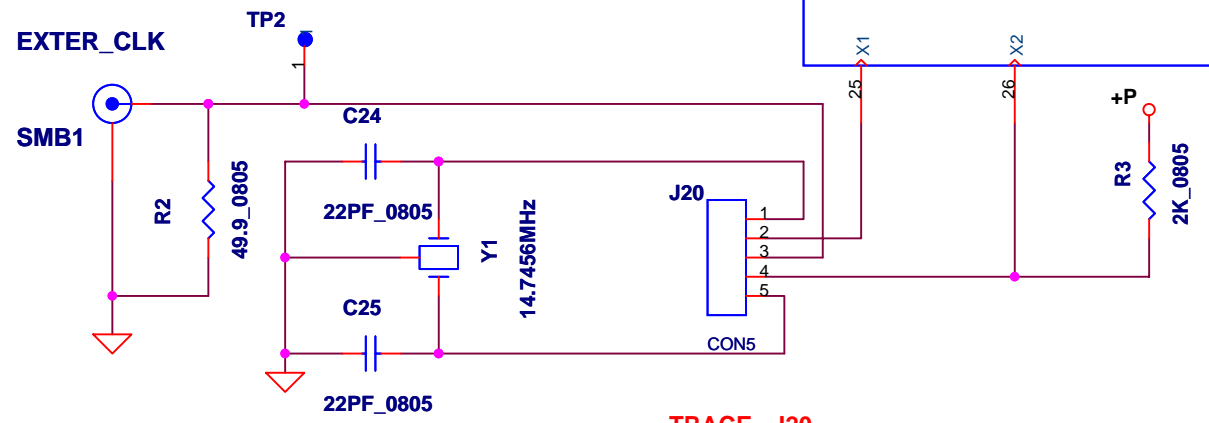 TP2
EXTER_CLK
1
X1
X2
25
26
+P
C24
SMB1
R2
49.9_0805
22PF_0805
J20
R3
2K_0805
1
2
3
4
5
Y1
14.7456MHz
C25
CON5
22PF_0805